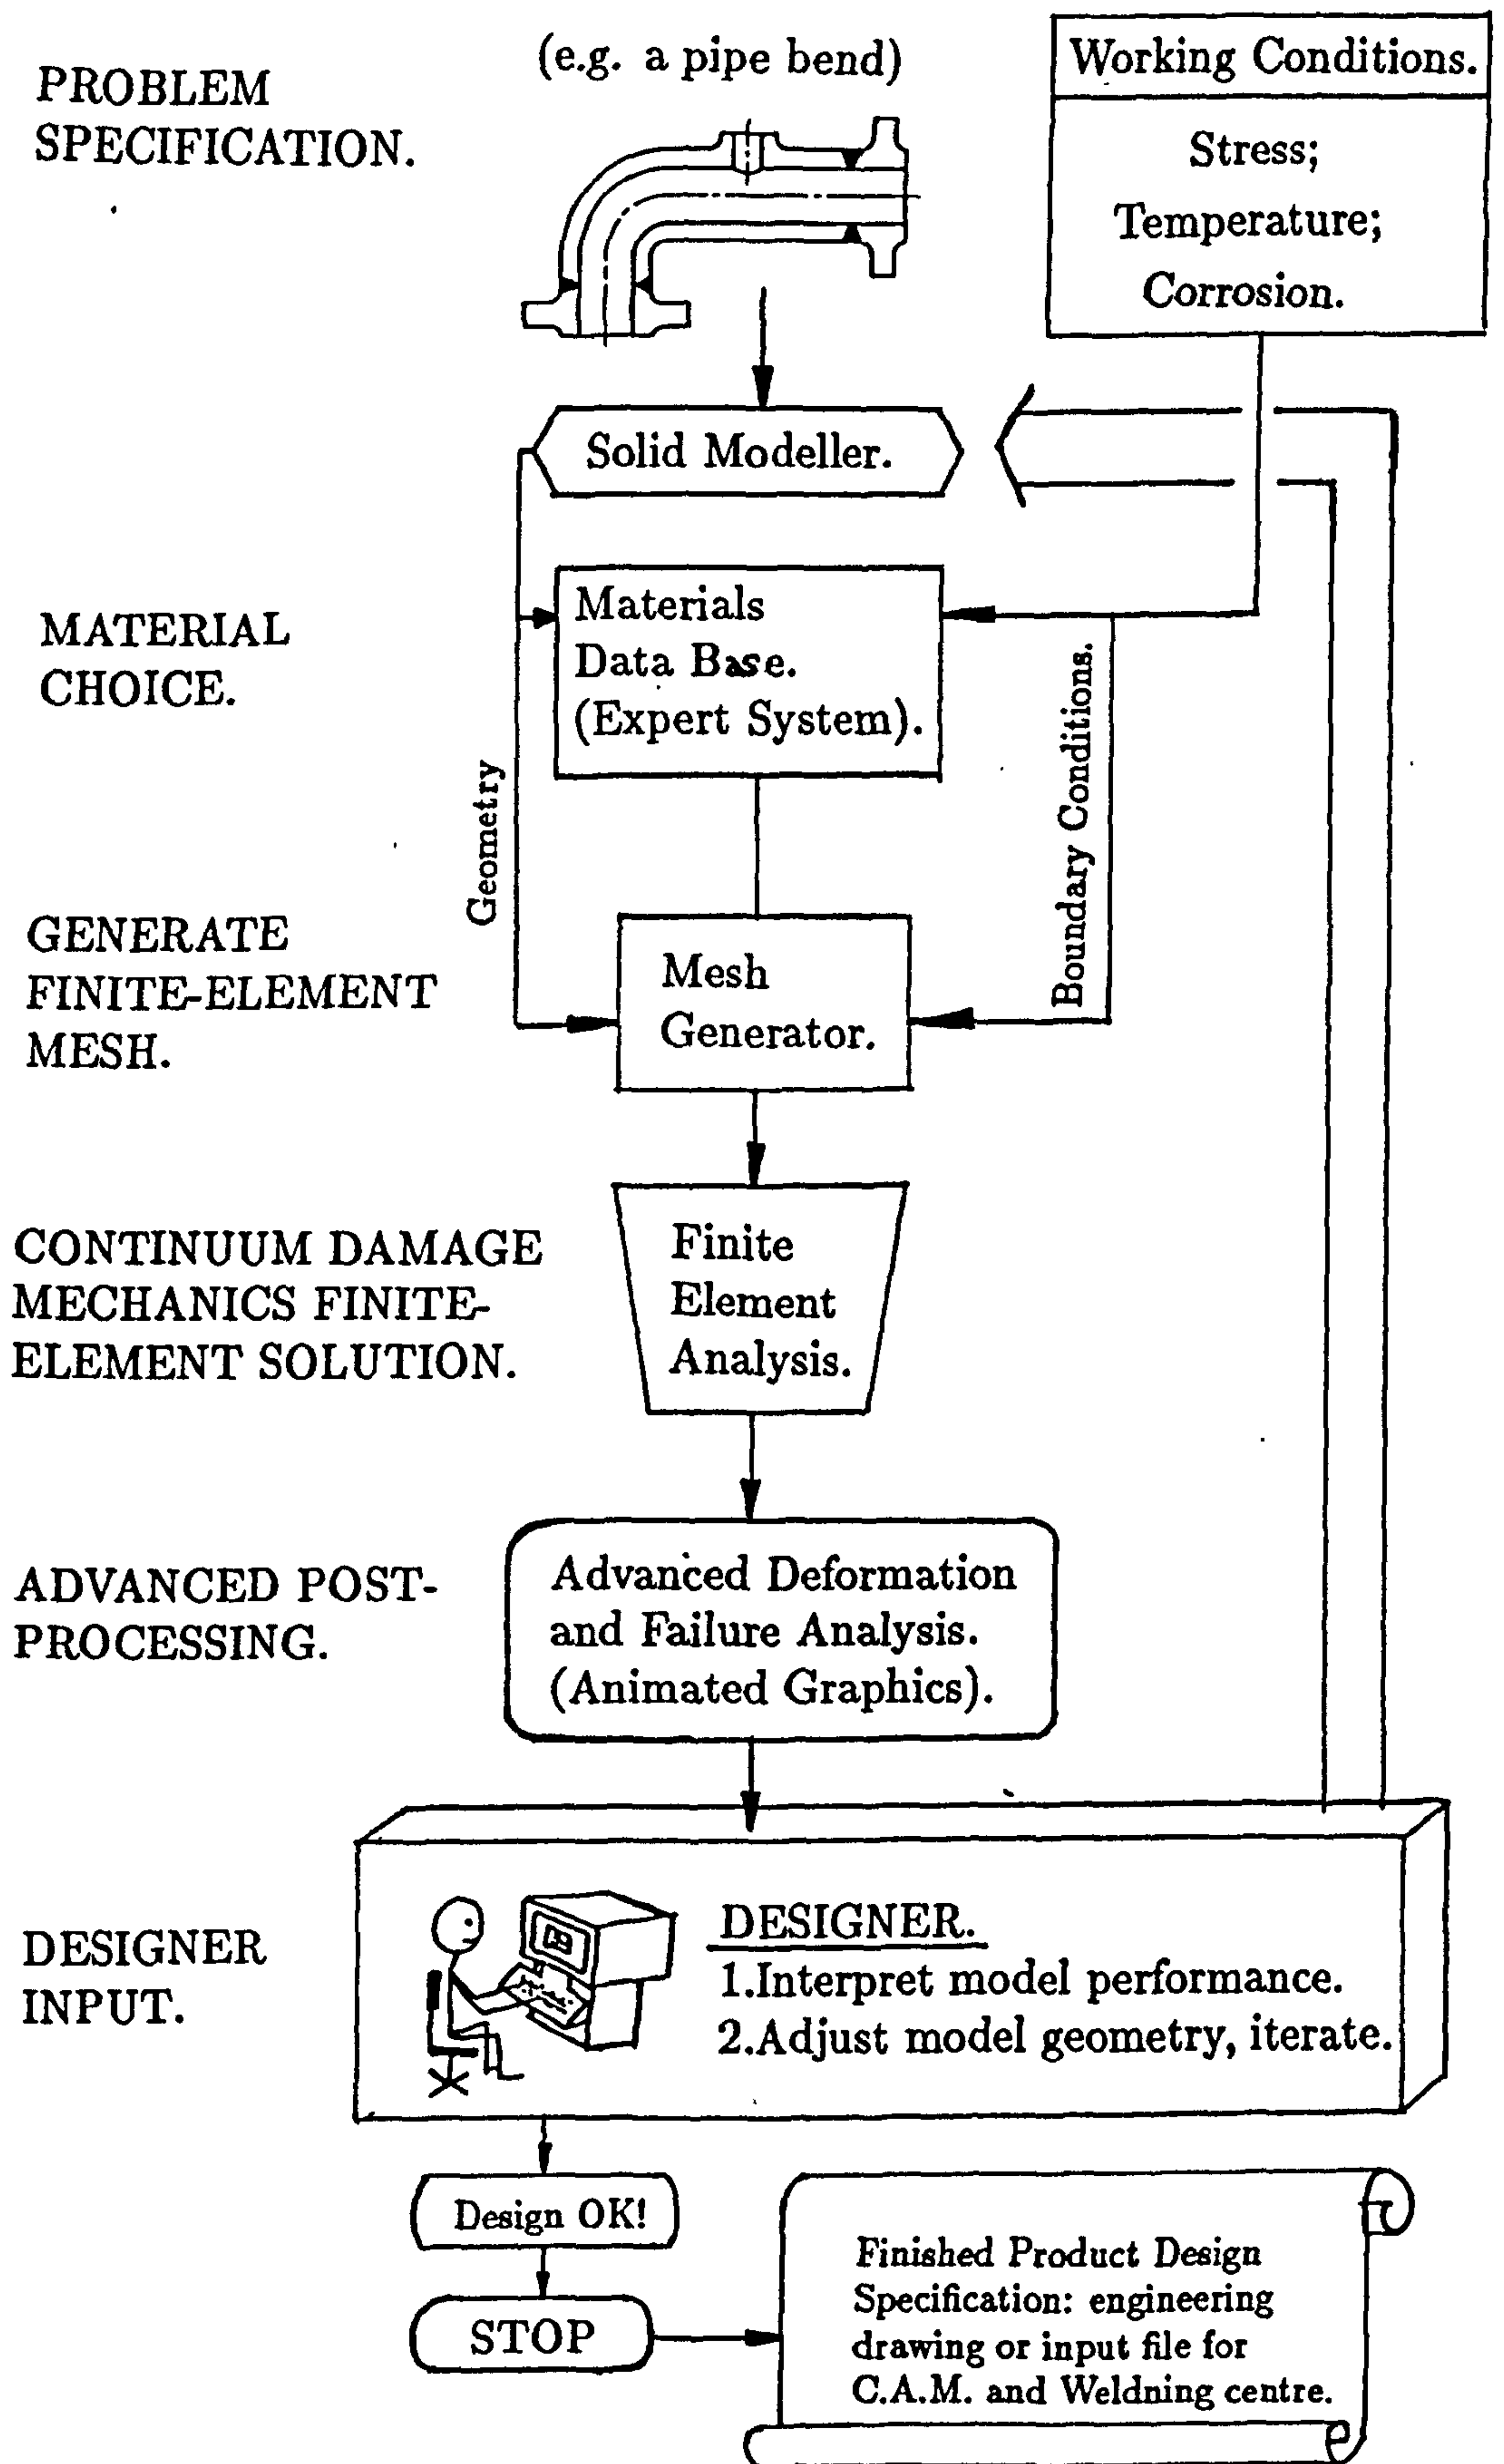 PROBLEM
SPECIFICATION.
(e.g. a pipe bend)
Working Conditions.
Stress;
Temperature;
Corrosion.
Solid Modeller.
MATERIAL
CHOICE.
Materials
Data Base.
(Expert System).
Geometry
Boundary Conditions.
GENERATE
FINITE-ELEMENT
MESH.
Mesh
Generator.
CONTINUUM DAMAGE
MECHANICS FINITE-
ELEMENT SOLUTION.
Finite
Element
Analysis.
ADVANCED POST-
PROCESSING.
Advanced Deformation
and Failure Analysis.
(Animated Graphics).
DESIGNER
INPUT.
DESIGNER.
1.Interpret model performance.
2.Adjust model geometry, iterate.
Design OK!
STOP
Finished Product Design
Specification: engineering
drawing or input file for
C.A.M. and Weldning centre.